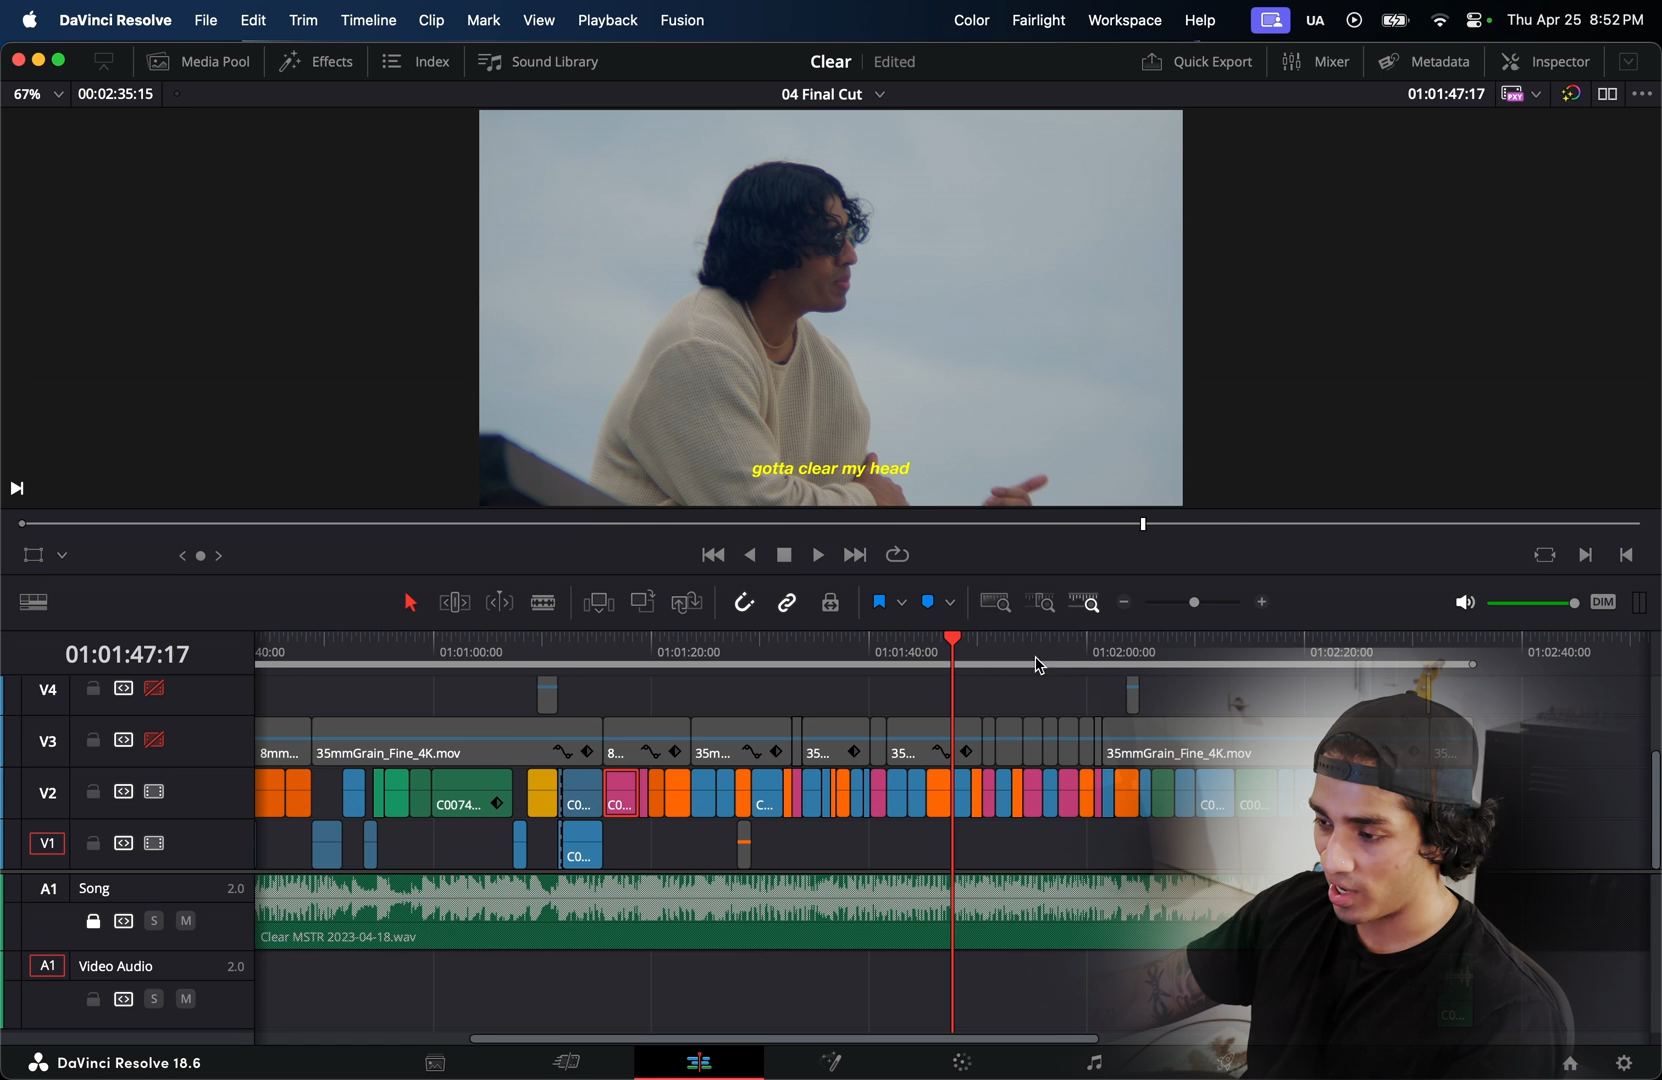 DaVinci Resolve File Edit Trim Timeline Clip Mark View Playback Fusion Color Fairlight Workspace Help UA Thu Apr 25 8:52 PM
Media Pool Effects Index Sound Library Clear Edited Quick Export Mixer Metadata Inspector
67% 00:02:35:15 04 Final Cut 01:01:47:17 PXY
gotta clear my head
DIM
01:01:47:17 40:00 01:01:00:00 01:01:20:00 01:01:40:00 01:02:00:00 01:02:20:00 01:02:40:00
V4
V3 8mm... 35mmGrain_Fine_4K.mov 8... 35m... 35... 35... 35mmGrain_Fine_4K.mov 35...
V2 C0074... C0... C0... C... C0... C00...
V1 C0...
A1 Song 2.0
S M
Clear MSTR 2023-04-18.wav
A1 Video Audio 2.0
S M
C0...
DaVinci Resolve 18.6